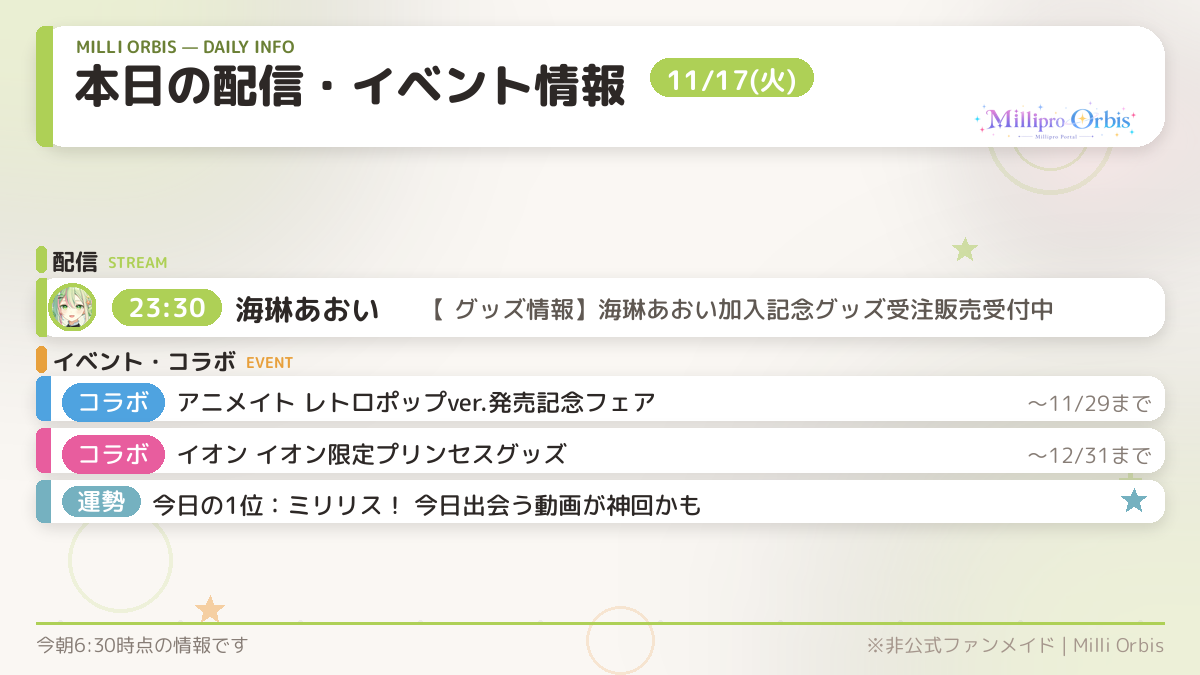 MILLI ORBIS — DAILY INFO
本日の配信・イベント情報 11/17(火)
Millipro Orbis
Millipro Portal
配信 STREAM
23:30 海琳あおい 【 グッズ情報】海琳あおい加入記念グッズ受注販売受付中
イベント・コラボ EVENT
コラボ アニメイト レトロポップver.発売記念フェア ～11/29まで
コラボ イオン イオン限定プリンセスグッズ ～12/31まで
運勢 今日の1位：ミリリス！ 今日出会う動画が神回かも
今朝6:30時点の情報です ※非公式ファンメイド | Milli Orbis